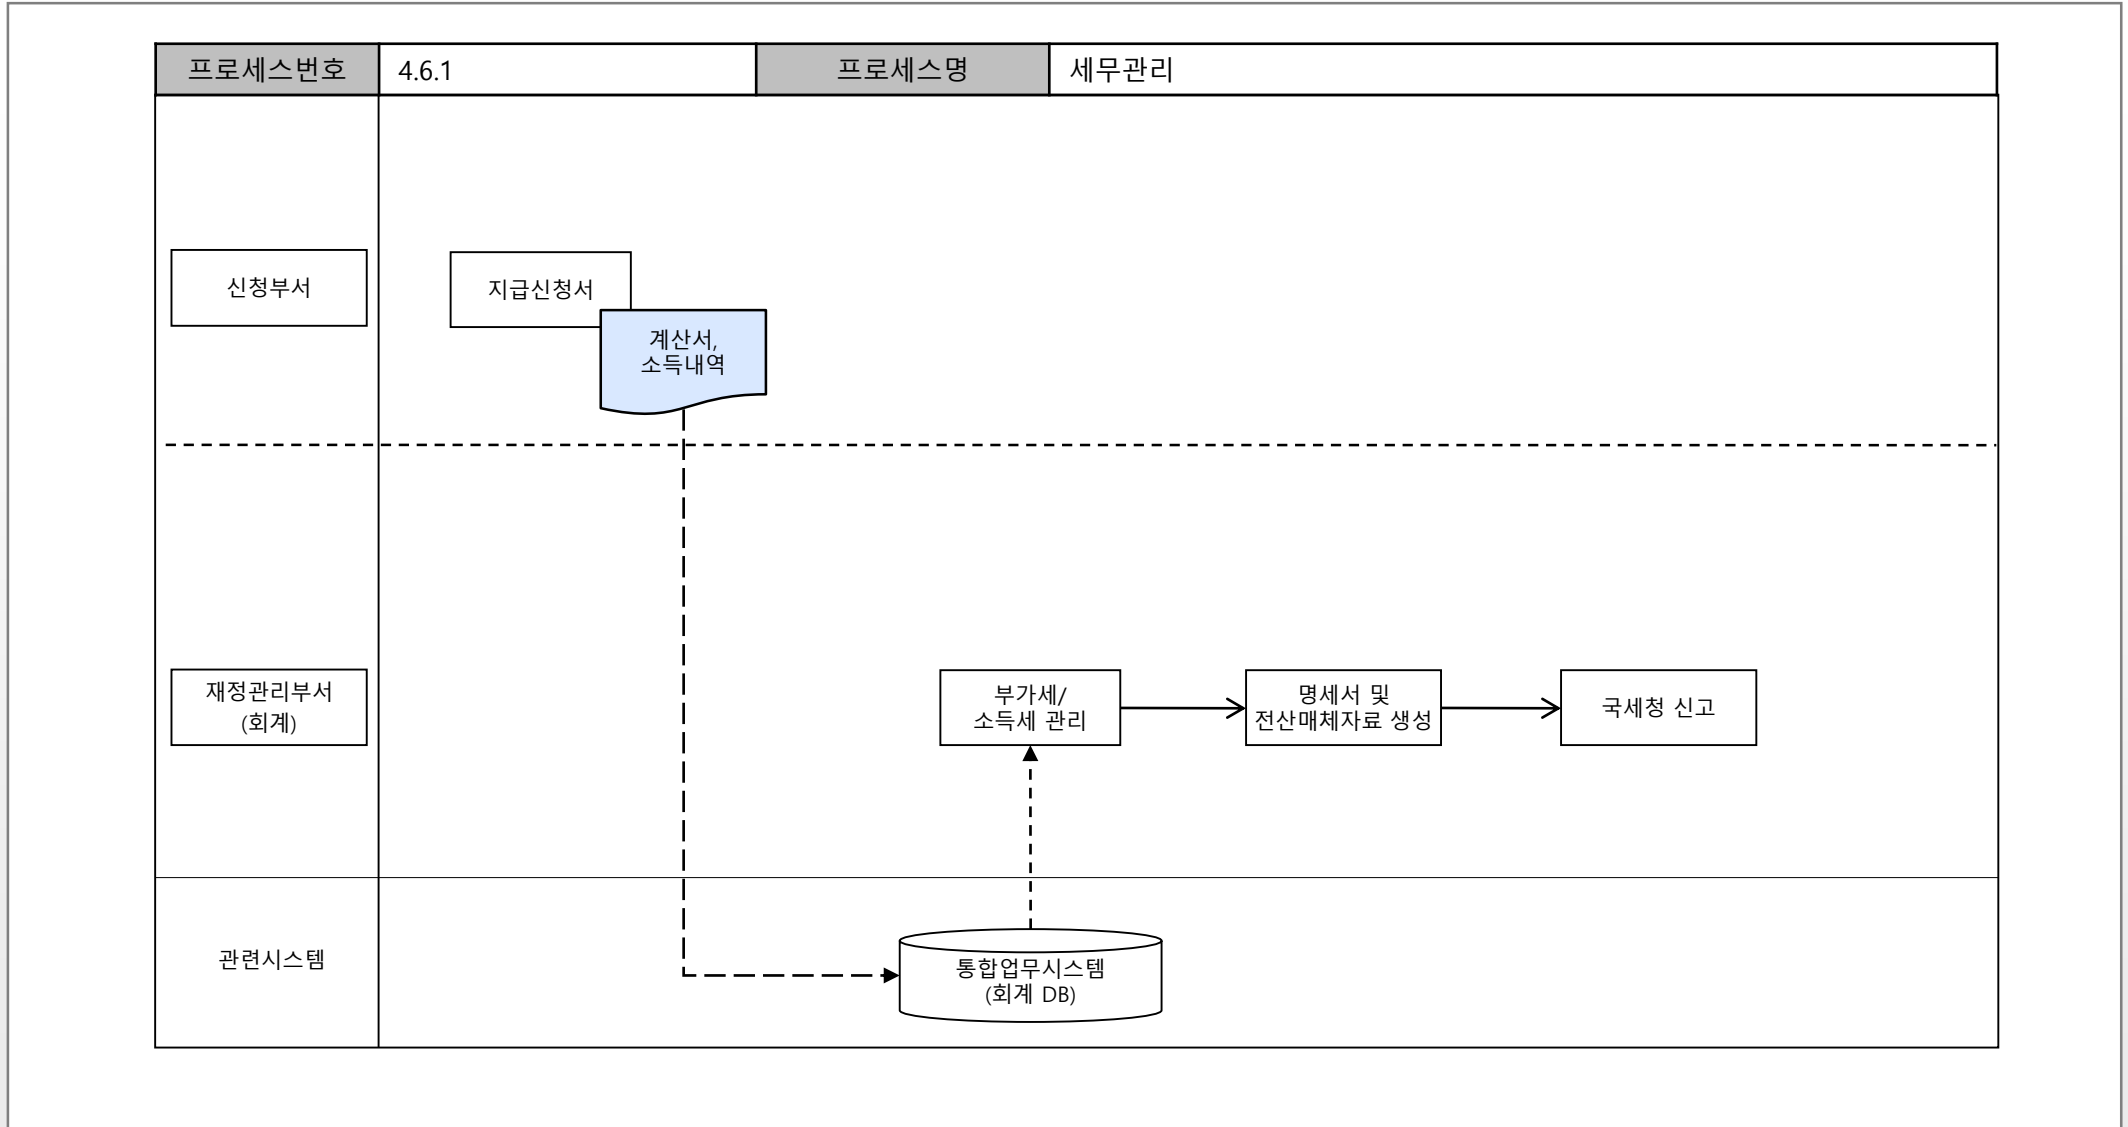 프로세스번호
4.6.1
프로세스명
세무관리
신청부서
지급신청서
계산서,
소득내역
재정관리부서
(회계)
부가세/
소득세 관리
명세서 및
전산매체자료 생성
국세청 신고
관련시스템
통합업무시스템
(회계 DB)